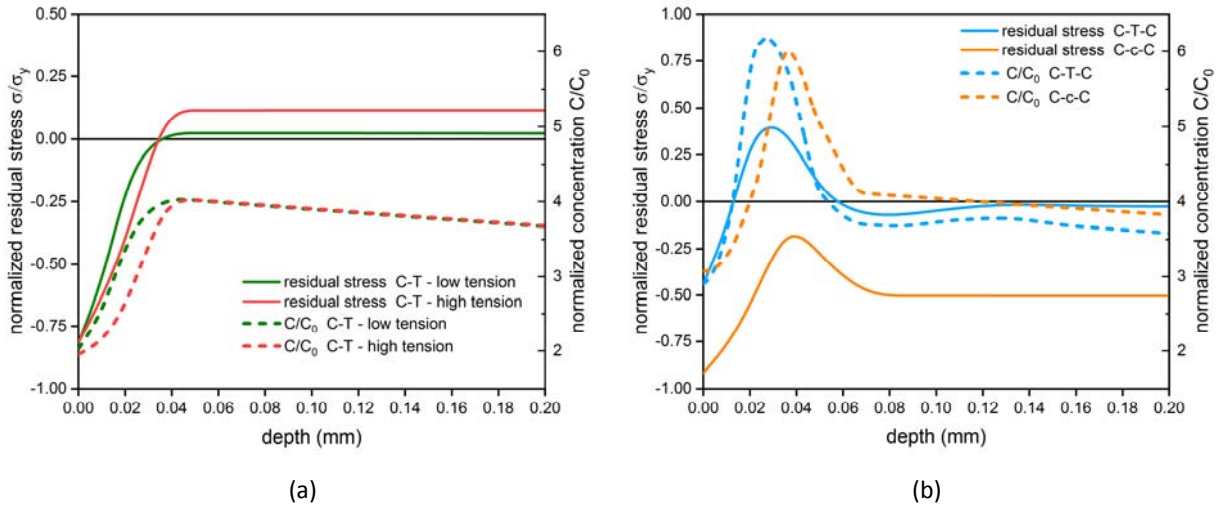 0.50
0.25
0.00
-0.25
-0.50
-0.75
-1.00
normalized residual stress σ/σy
6
5
4
3
2
normalized concentration C/C0
residual stress C-T - low tension
residual stress C-T - high tension
C/C0 C-T - low tension
C/C0 C-T - high tension
0.00 0.02 0.04 0.06 0.08 0.10 0.12 0.14 0.16 0.18 0.20
depth (mm)
(a)
1.00
0.75
0.50
0.25
0.00
-0.25
-0.50
-0.75
-1.00
normalized residual stress σ/σy
6
5
4
3
2
normalized concentration C/C0
residual stress C-T-C
residual stress C-c-C
C/C0 C-T-C
C/C0 C-c-C
0.00 0.02 0.04 0.06 0.08 0.10 0.12 0.14 0.16 0.18 0.20
depth (mm)
(b)